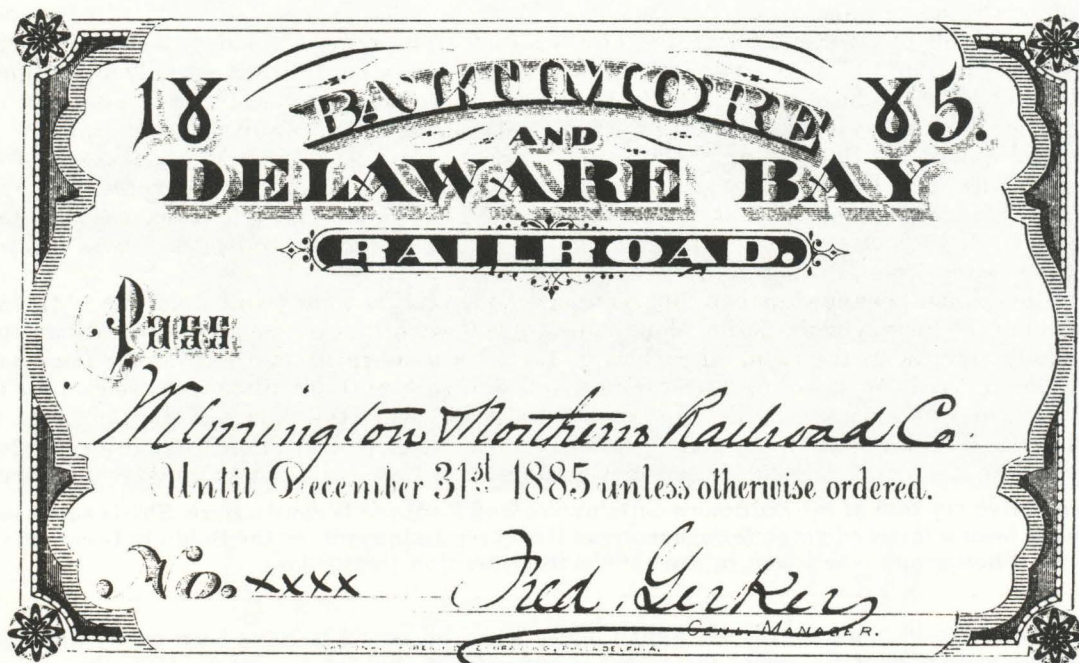 18 BALTIMORE 85.
AND
DELAWARE BAY
RAILROAD.
Pass
Wilmington Northern Railroad Co.
Until December 31st 1885 unless otherwise ordered.
No. xxxx Fred. Gerker
GENL. MANAGER.
PHILADELPHIA.